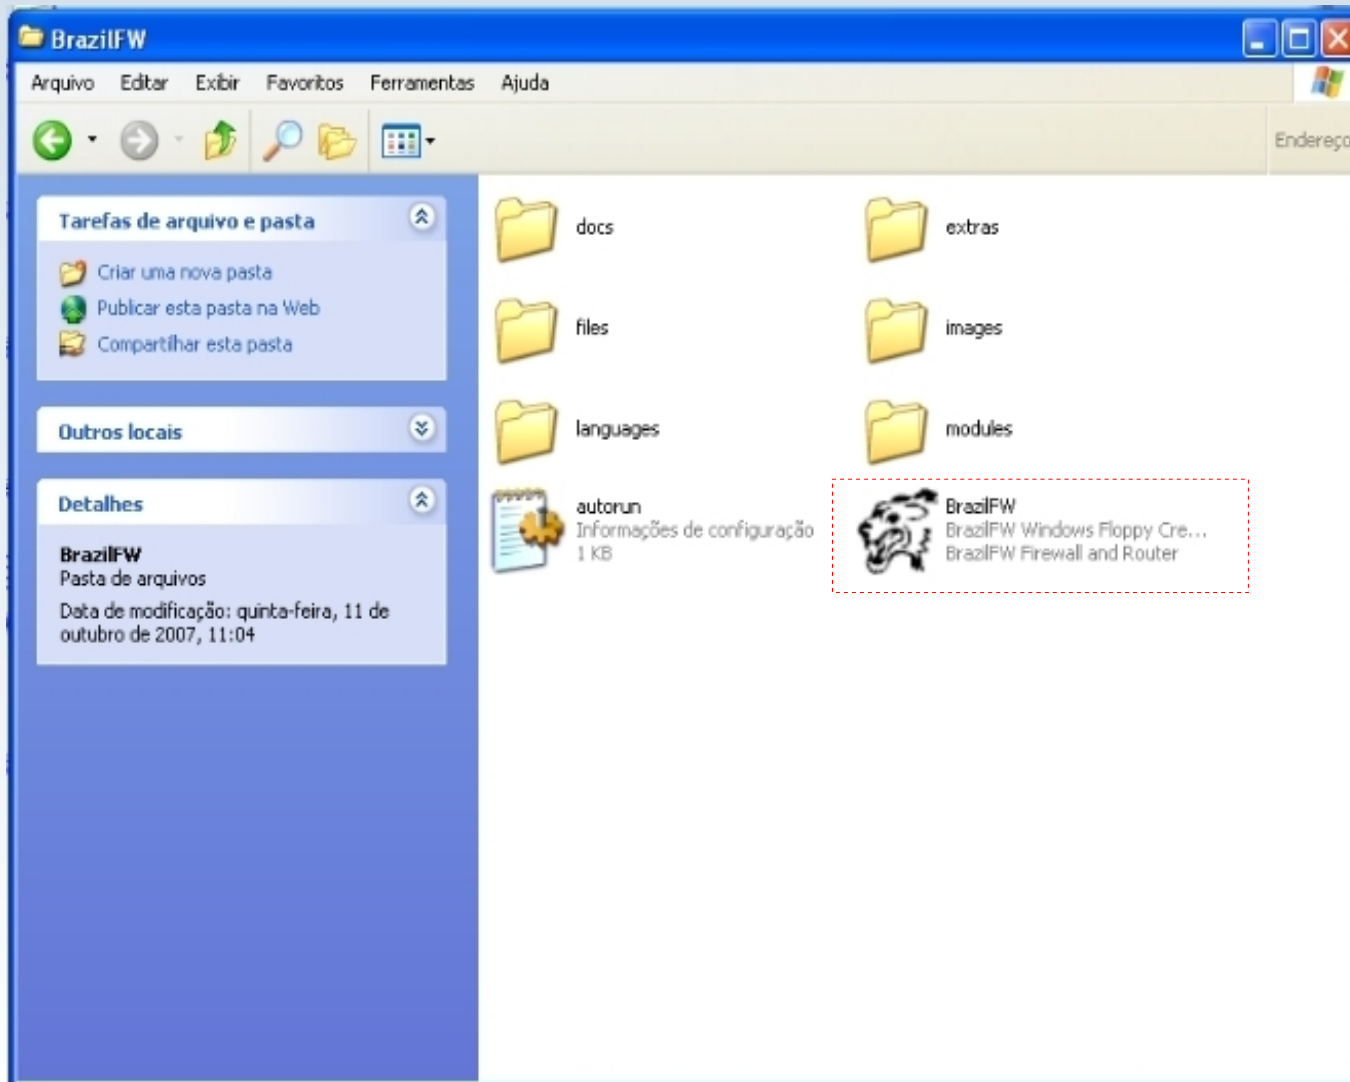 BrazilFW
Arquivo Editar Exibir Favoritos Ferramentas Ajuda
Endereço
Tarefas de arquivo e pasta
Criar uma nova pasta
Publicar esta pasta na Web
Compartilhar esta pasta
Outros locais
Detalhes
BrazilFW
Pasta de arquivos
Data de modificação: quinta-feira, 11 de
outubro de 2007, 11:04
docs
extras
files
images
languages
modules
autorun
Informações de configuração
1 KB
BrazilFW
BrazilFW Windows Floppy Cre...
BrazilFW Firewall and Router